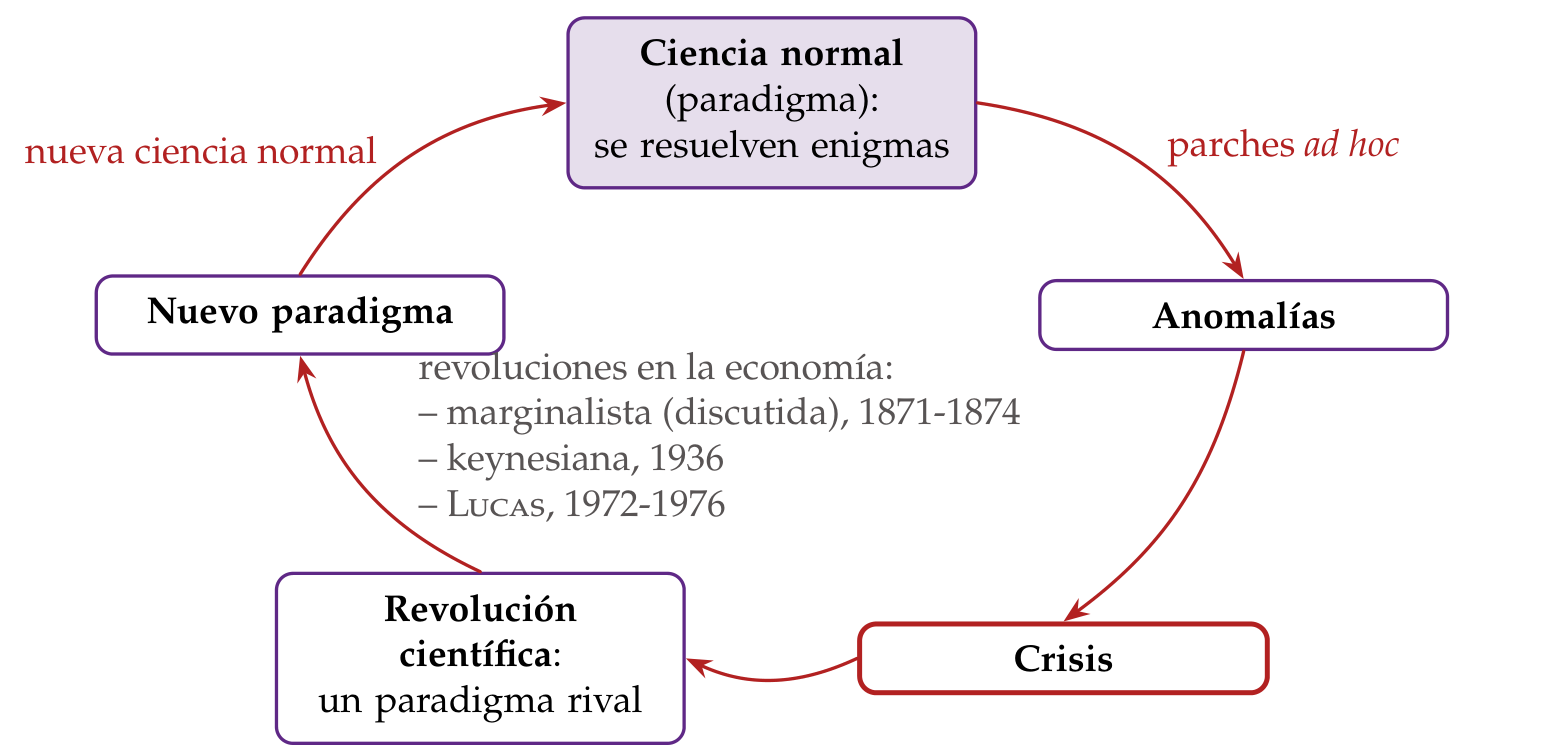 Ciencia normal
(paradigma):
se resuelven enigmas
nueva ciencia normal
parches ad hoc
Nuevo paradigma
Anomalías
revoluciones en la economía:
– marginalista (discutida), 1871-1874
– keynesiana, 1936
– Lucas, 1972-1976
Revolución
científica:
un paradigma rival
Crisis